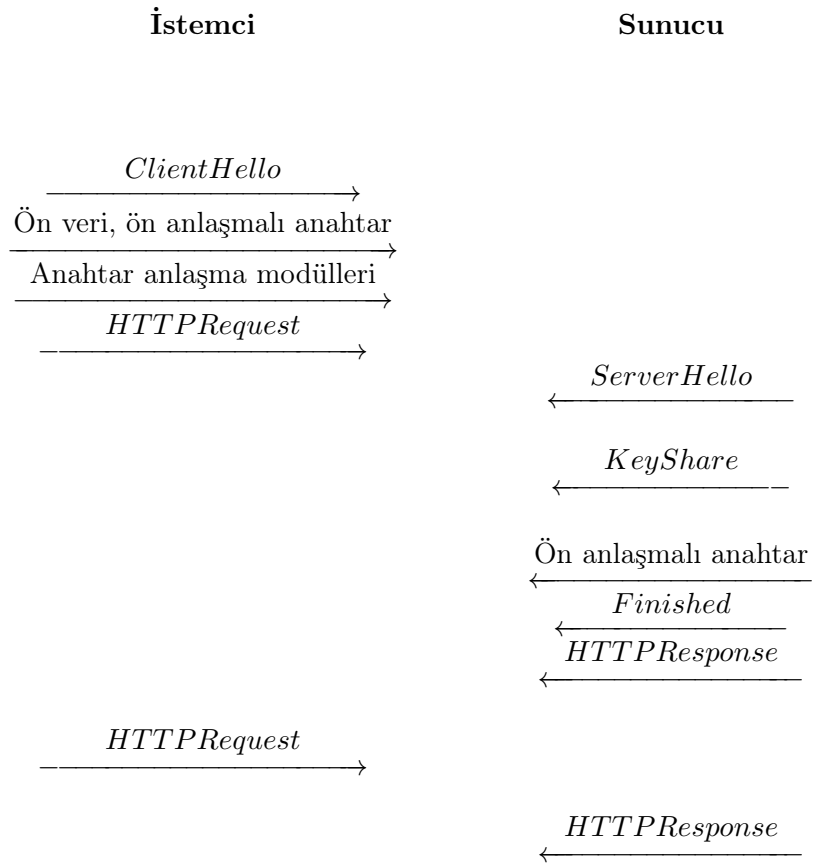 İstemci Sunucu
ClientHello
Ön veri, ön anlaşmalı anahtar
Anahtar anlaşma modülleri
HTTPRequest
ServerHello
KeyShare
Ön anlaşmalı anahtar
Finished
HTTPResponse
HTTPRequest
HTTPResponse